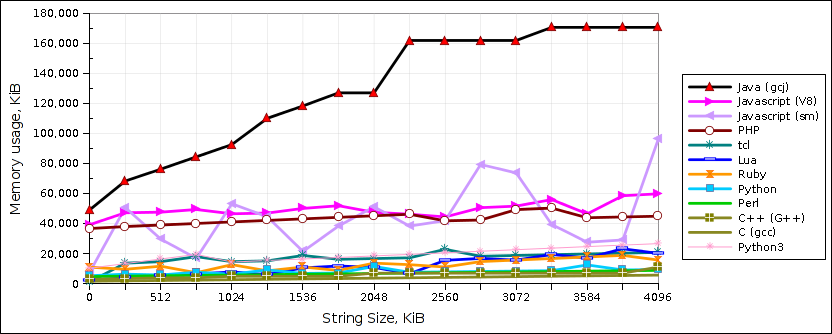 180,000
160,000
140,000
120,000
100,000
80,000
60,000
40,000
20,000
0
Memory usage, KiB
0 512 1024 1536 2048 2560 3072 3584 4096
String Size, KiB
Java (gcj)
Javascript (V8)
Javascript (sm)
PHP
tcl
Lua
Ruby
Python
Perl
C++ (G++)
C (gcc)
Python3